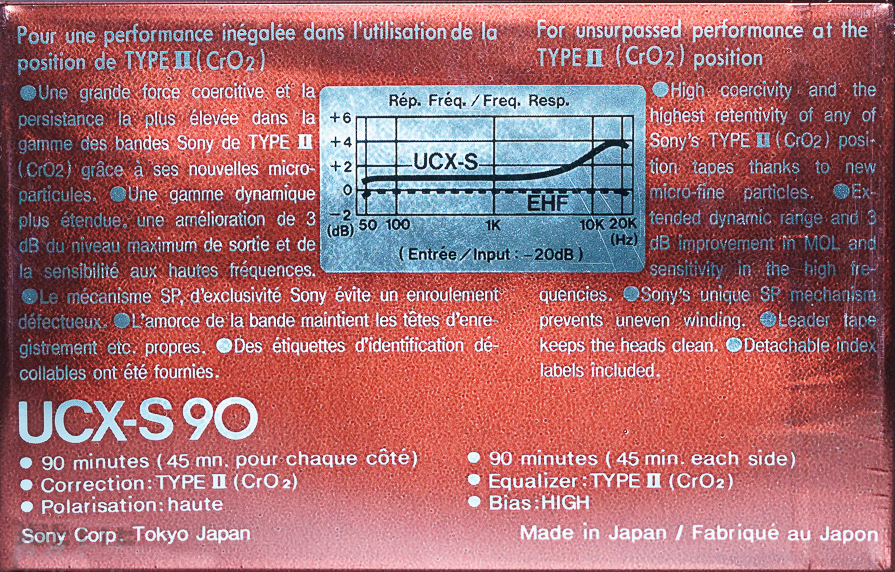 Pour une performance inégalée dans l'utilisation de la
position de TYPE II (CrO2)
●Une grande force coercitive et la
persistance la plus élevée dans la
gamme des bandes Sony de TYPE II
(CrO2) grâce à ses nouvelles micro-
particules. ●Une gamme dynamique
plus étendue, une amélioration de 3
dB du niveau maximum de sortie et de
la sensibilité aux hautes fréquences.
●Le mécanisme SP, d'exclusivité Sony évite un enroulement
défectueux. ●L'amorce de la bande maintient les têtes d'enre-
gistrement etc. propres. ●Des étiquettes d'identification dé-
collables ont été fournies.
Rép. Fréq. / Freq. Resp.
+6
+4
+2
0
-2
(dB) 50 100 1K 10K 20K
(Hz)
UCX-S
EHF
(Entrée / Input : -20dB)
For unsurpassed performance at the
TYPE II (CrO2) position
●High coercivity and the
highest retentivity of any of
Sony's TYPE II (CrO2) posi-
tion tapes thanks to new
micro-fine particles. ●Ex-
tended dynamic range and 3
dB improvement in MOL and
sensitivity in the high fre-
quencies. ●Sony's unique SP mechanism
prevents uneven winding. ●Leader tape
keeps the heads clean. ●Detachable index
labels included.
UCX-S 90
● 90 minutes (45 mn. pour chaque côté)
● Correction: TYPE II (CrO2)
● Polarisation: haute
● 90 minutes (45 min. each side)
● Equalizer: TYPE II (CrO2)
● Bias: HIGH
Sony Corp. Tokyo Japan
Made in Japan / Fabriqué au Japon